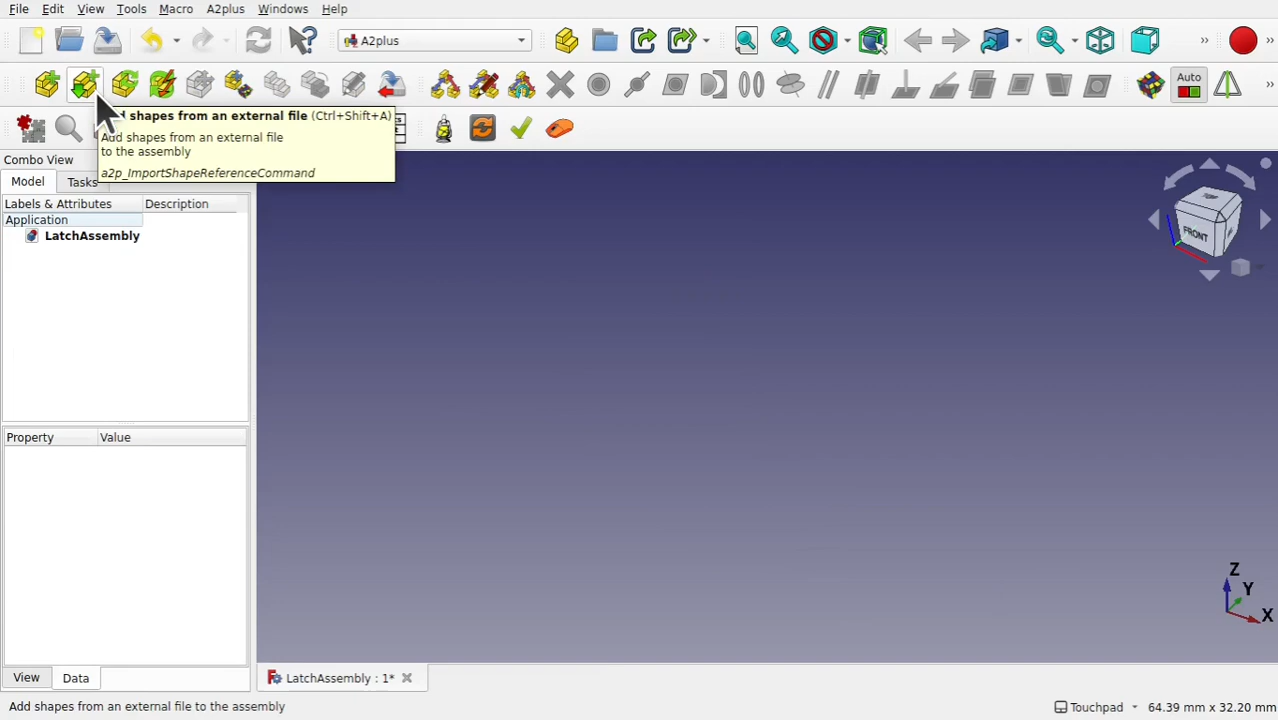 File Edit View Tools Macro A2plus Windows Help
A2plus
»
»
Auto
»
shapes from an external file (Ctrl+Shift+A)
Add shapes from an external file
to the assembly
a2p_ImportShapeReferenceCommand
Combo View
Model Tasks
Labels & Attributes Description
Application
LatchAssembly
TOP
FRONT
Property Value
Z
Y
X
View Data
LatchAssembly : 1*
Add shapes from an external file to the assembly
Touchpad 64.39 mm x 32.20 mm